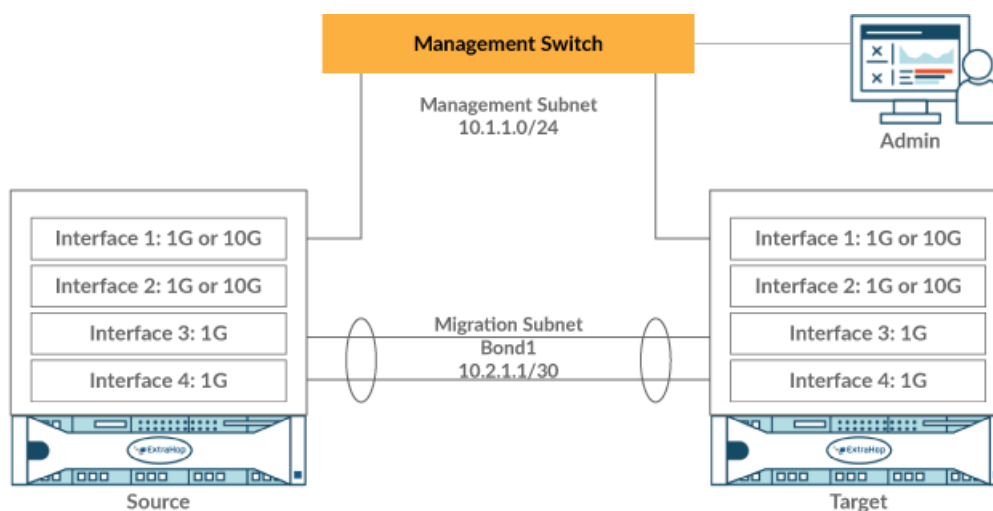 Management Switch
Management Subnet
10.1.1.0/24
Admin
Interface 1: 1G or 10G
Interface 2: 1G or 10G
Interface 3: 1G
Interface 4: 1G
Migration Subnet
Bond1
10.2.1.1/30
Interface 1: 1G or 10G
Interface 2: 1G or 10G
Interface 3: 1G
Interface 4: 1G
ExtraHop
Source
ExtraHop
Target